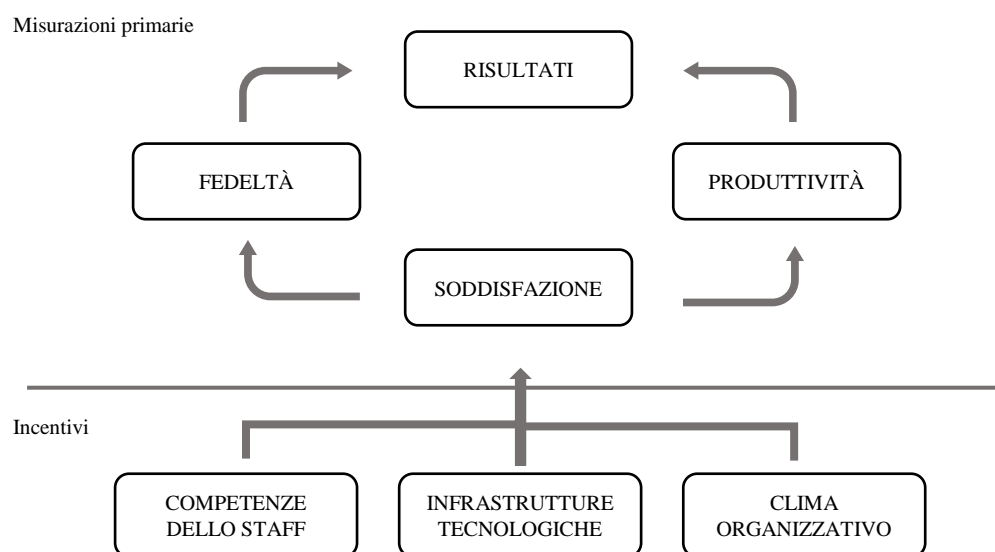 Misurazioni primarie
RISULTATI
FEDELTÀ
PRODUTTIVITÀ
SODDISFAZIONE
Incentivi
COMPETENZE
DELLO STAFF
INFRASTRUTTURE
TECNOLOGICHE
CLIMA
ORGANIZZATIVO